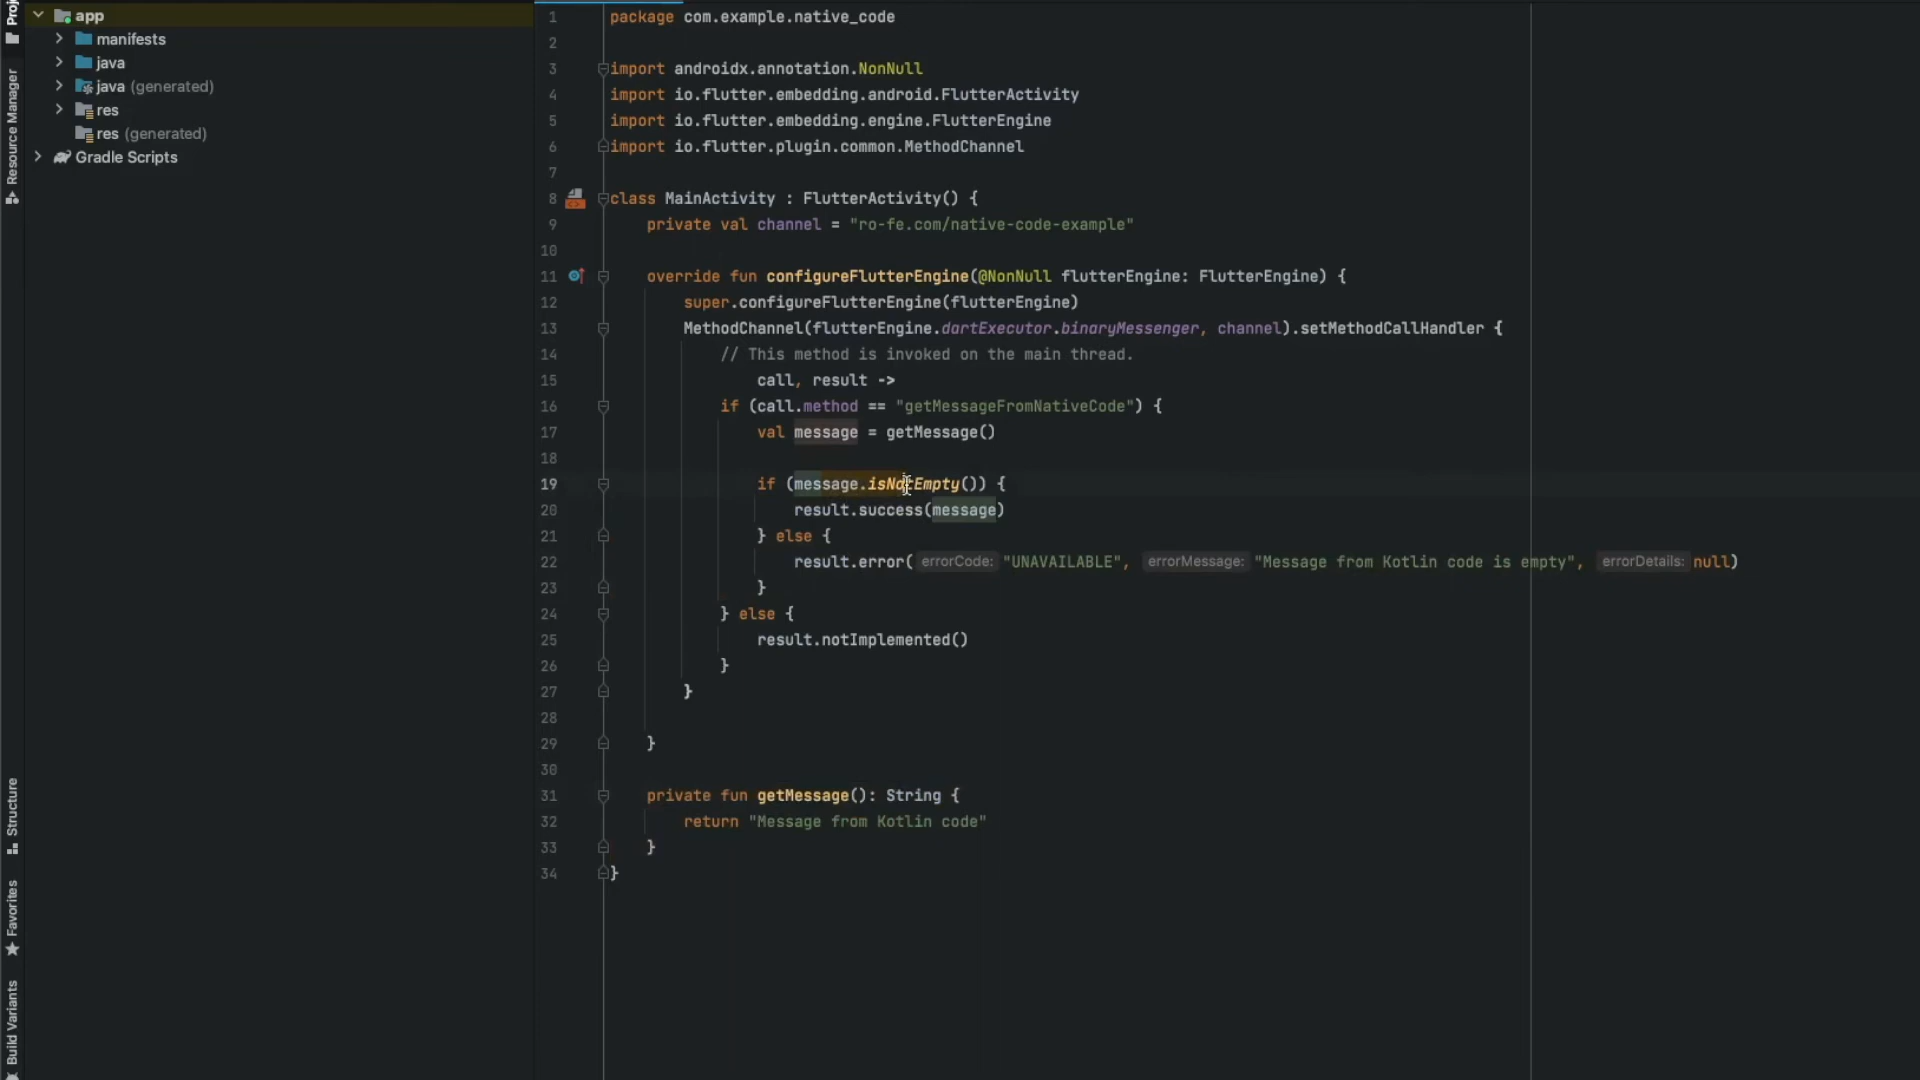 Proj
Resource Manager
Structure
Favorites
Build Variants
app
manifests
java
java (generated)
res
res (generated)
Gradle Scripts
1 package com.example.native_code
2
3 import androidx.annotation.NonNull
4 import io.flutter.embedding.android.FlutterActivity
5 import io.flutter.embedding.engine.FlutterEngine
6 import io.flutter.plugin.common.MethodChannel
7
8 class MainActivity : FlutterActivity() {
9 private val channel = "ro-fe.com/native-code-example"
10
11 override fun configureFlutterEngine(@NonNull flutterEngine: FlutterEngine) {
12 super.configureFlutterEngine(flutterEngine)
13 MethodChannel(flutterEngine.dartExecutor.binaryMessenger, channel).setMethodCallHandler {
14 // This method is invoked on the main thread.
15 call, result ->
16 if (call.method == "getMessageFromNativeCode") {
17 val message = getMessage()
18
19 if (message.isNotEmpty()) {
20 result.success(message)
21 } else {
22 result.error( errorCode: "UNAVAILABLE", errorMessage: "Message from Kotlin code is empty", errorDetails: null)
23 }
24 } else {
25 result.notImplemented()
26 }
27 }
28
29 }
30
31 private fun getMessage(): String {
32 return "Message from Kotlin code"
33 }
34 }